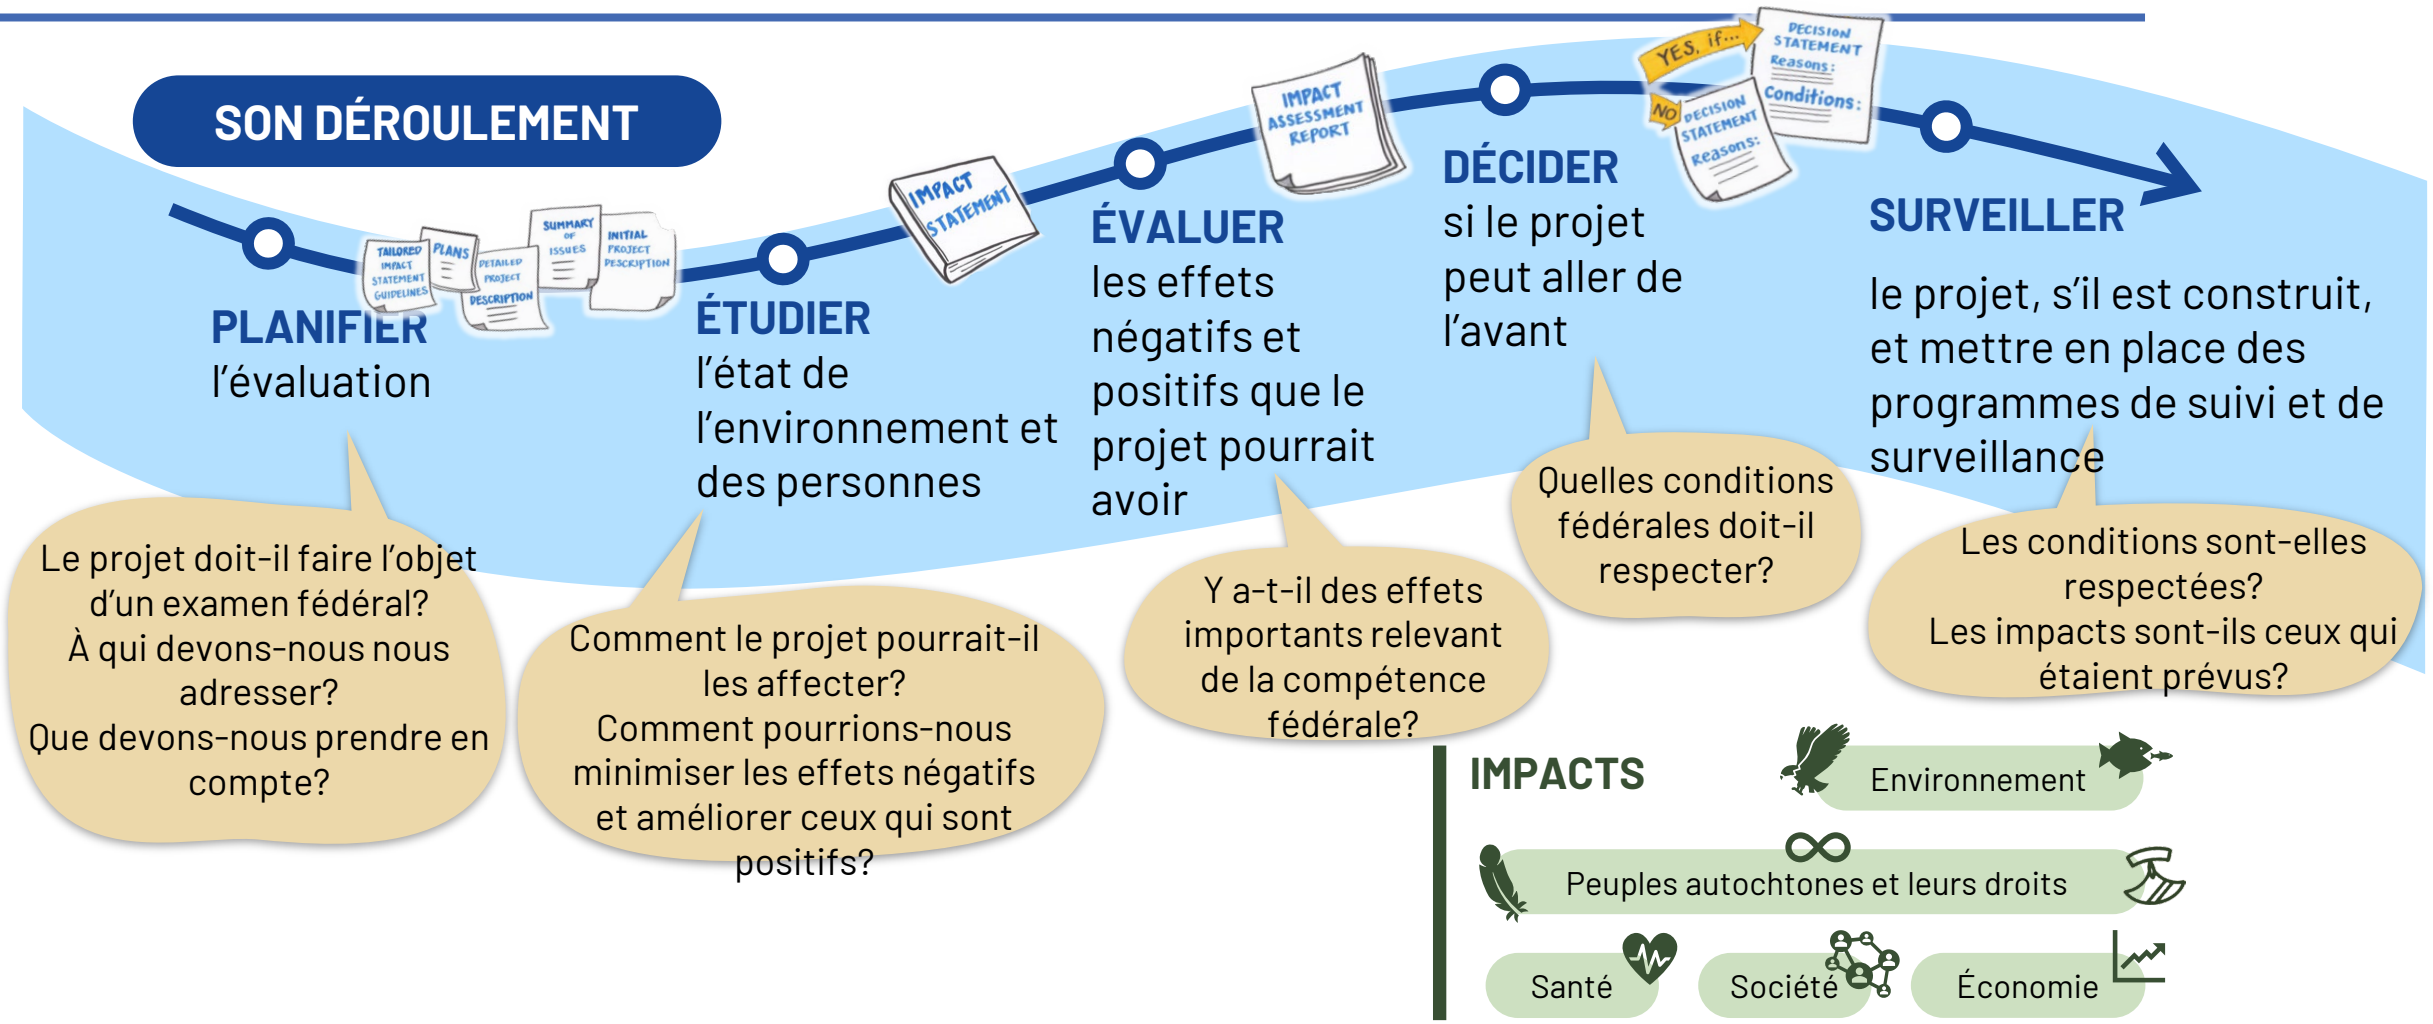 SON DÉROULEMENT
TAILORED
IMPACT
STATEMENT
GUIDELINES
PLANS
DETAILED
PROJECT
DESCRIPTION
SUMMARY
OF
ISSUES
INITIAL
PROJECT
DESCRIPTION
PLANIFIER
l’évaluation
Le projet doit-il faire l’objet
d’un examen fédéral?
À qui devons-nous nous
adresser?
Que devons-nous prendre en
compte?
IMPACT
STATEMENT
ÉTUDIER
l’état de
l’environnement et
des personnes
Comment le projet pourrait-il
les affecter?
Comment pourrions-nous
minimiser les effets négatifs
et améliorer ceux qui sont
positifs?
IMPACT
ASSESSMENT
REPORT
ÉVALUER
les effets
négatifs et
positifs que le
projet pourrait
avoir
Y a-t-il des effets
importants relevant
de la compétence
fédérale?
YES, if...
DECISION
STATEMENT
Reasons:
Conditions:
NO
DECISION
STATEMENT
Reasons:
DÉCIDER
si le projet
peut aller de
l’avant
Quelles conditions
fédérales doit-il
respecter?
SURVEILLER
le projet, s’il est construit,
et mettre en place des
programmes de suivi et de
surveillance
Les conditions sont-elles
respectées?
Les impacts sont-ils ceux qui
étaient prévus?
IMPACTS
Environnement
Peuples autochtones et leurs droits
Santé
Société
Économie